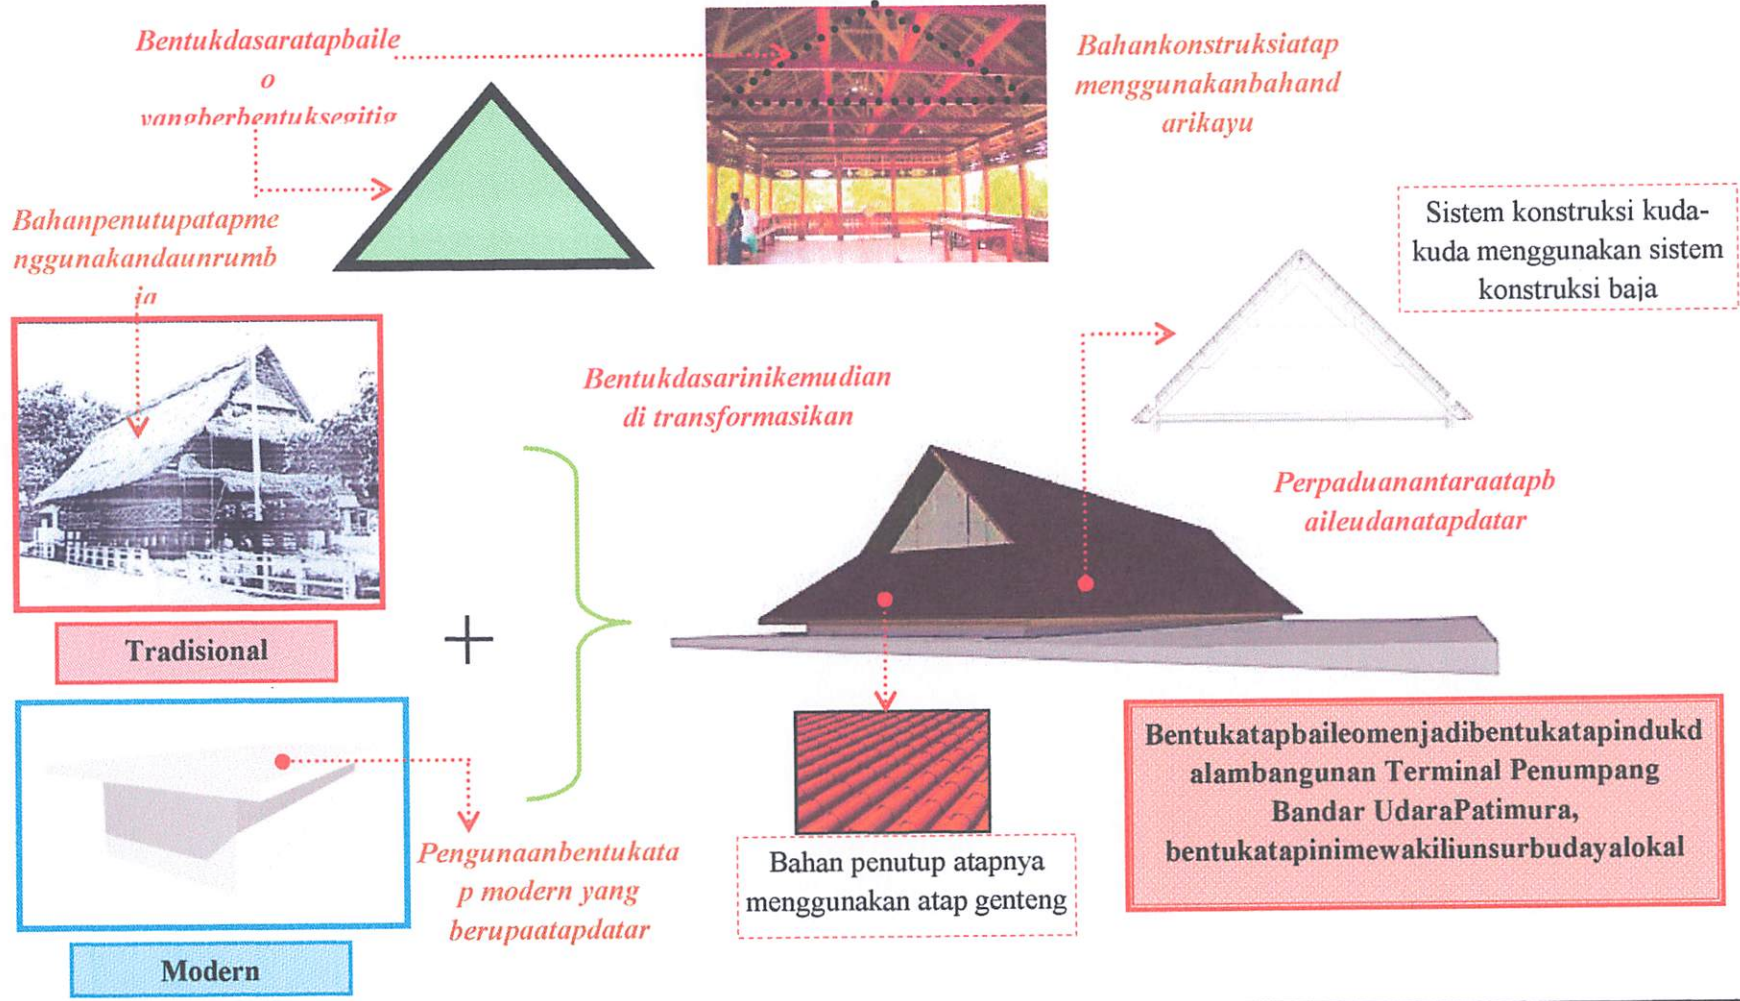 Bentukdasaratapbaile
o
yangberbentuksegitig
Bahankonstruksiatap
menggunakanbahand
arikayu
Bahanpenutupatapme
nggunakandaunrumb
ia
Sistem konstruksi kuda-
kuda menggunakan sistem
konstruksi baja
Bentukdasarinikemudian
di transformasikan
Perpaduanantaraatapb
aileudanatapdatar
Tradisional
+
Bentukatapbaileomenjadibentukatapindukd
alambangunan Terminal Penumpang
Bandar UdaraPatimura,
bentukatapinimewakiliunsurbudayalokal
Pengunaanbentukata
p modern yang
berupaatapdatar
Bahan penutup atapnya
menggunakan atap genteng
Modern